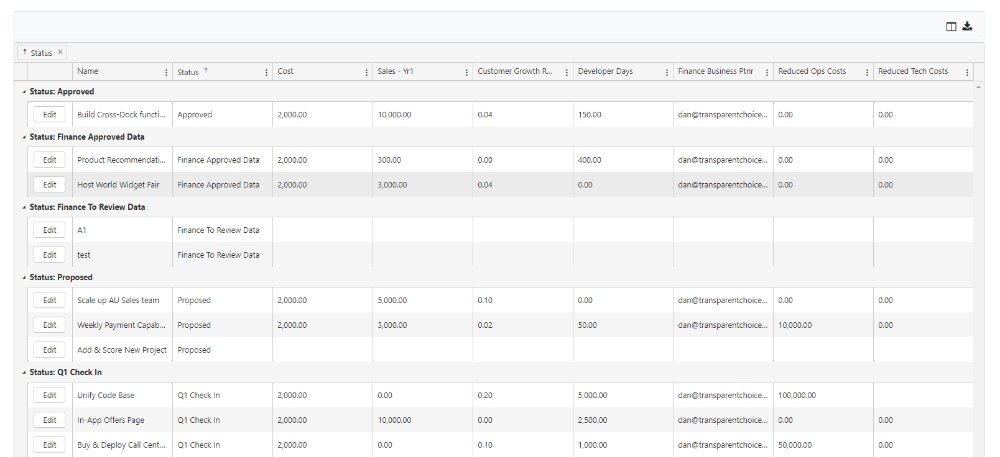 Status
Name Status Cost Sales - Yr1 Customer Growth R... Developer Days Finance Business Ptnr Reduced Ops Costs Reduced Tech Costs
Status: Approved
Edit Build Cross-Dock functi... Approved 2,000.00 10,000.00 0.04 150.00 dan@transparentchoice... 0.00 0.00
Status: Finance Approved Data
Edit Product Recommendati... Finance Approved Data 2,000.00 300.00 0.00 400.00 dan@transparentchoice... 0.00 0.00
Edit Host World Widget Fair Finance Approved Data 2,000.00 3,000.00 0.04 0.00 dan@transparentchoice... 0.00 0.00
Status: Finance To Review Data
Edit A1 Finance To Review Data
Edit test Finance To Review Data
Status: Proposed
Edit Scale up AU Sales team Proposed 2,000.00 5,000.00 0.10 0.00 dan@transparentchoice... 0.00 0.00
Edit Weekly Payment Capab... Proposed 2,000.00 3,000.00 0.02 50.00 dan@transparentchoice... 10,000.00 0.00
Edit Add & Score New Project Proposed
Status: Q1 Check In
Edit Unify Code Base Q1 Check In 2,000.00 0.00 0.20 5,000.00 dan@transparentchoice... 100,000.00
Edit In-App Offers Page Q1 Check In 2,000.00 10,000.00 0.00 2,500.00 dan@transparentchoice... 0.00 0.00
Edit Buy & Deploy Call Cent... Q1 Check In 2,000.00 0.00 0.10 1,000.00 dan@transparentchoice... 50,000.00 0.00